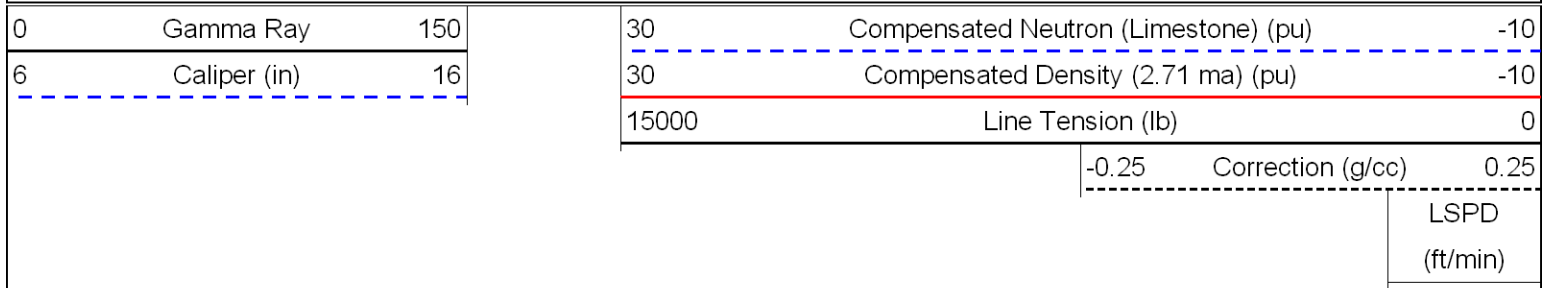 0 Gamma Ray 150 30 Compensated Neutron (Limestone) (pu) -10
6 Caliper (in) 16 30 Compensated Density (2.71 ma) (pu) -10
15000 Line Tension (lb) 0
-0.25 Correction (g/cc) 0.25
LSPD
(ft/min)